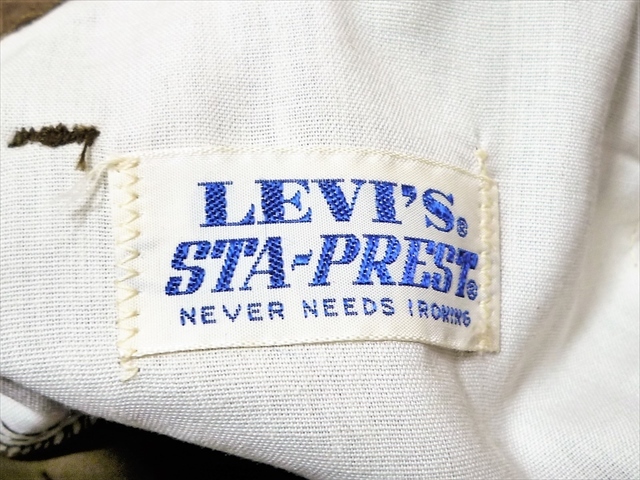 LEVI'S®
STA-PREST®
NEVER NEEDS IRONING